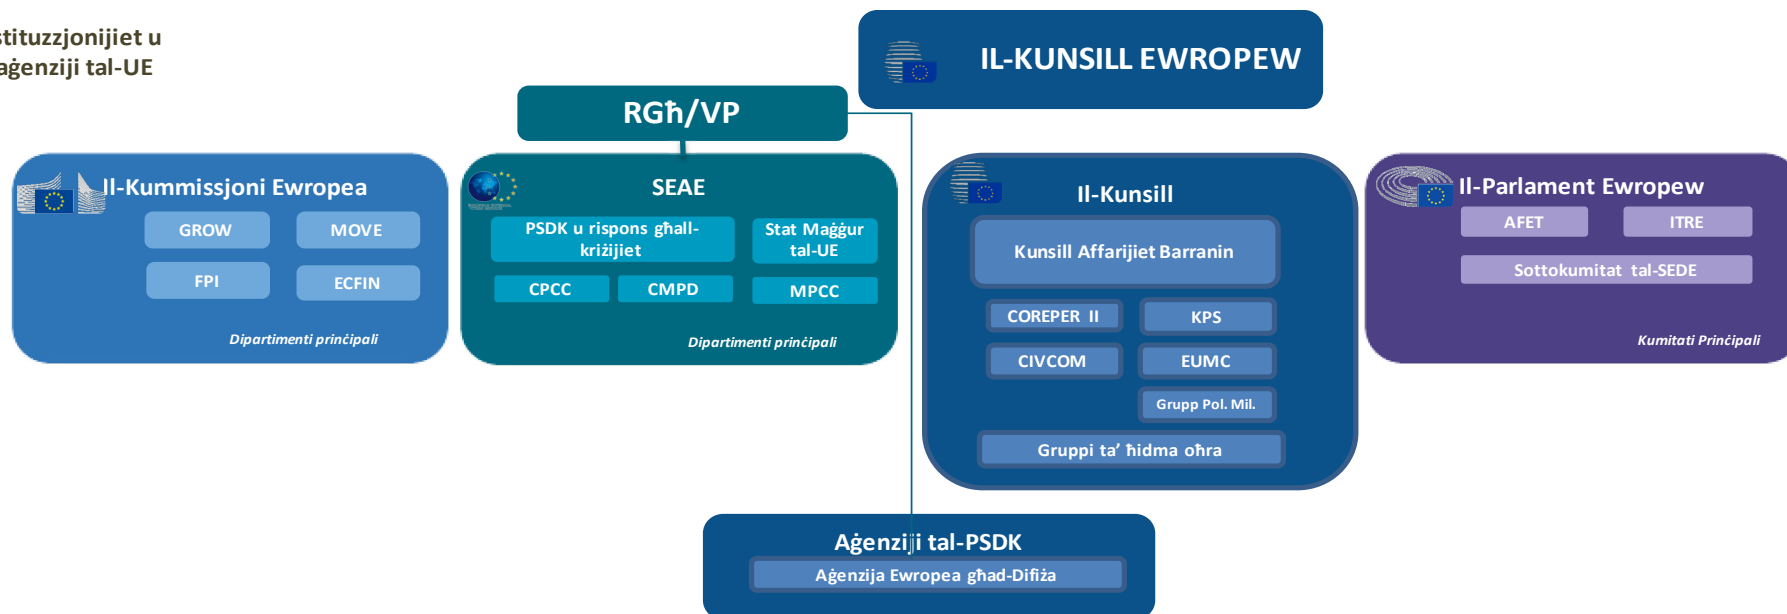 stituzzjonijiet u
aġenziji tal-UE
IL-KUNSILL EWROPEW
RGħ/VP
Il-Kummissjoni Ewropea
GROW
MOVE
FPI
ECFIN
Dipartimenti prinċipali
SEAE
PSDK u rispons għall-
kriżijiet
Stat Maġġur
tal-UE
CPCC
CMPD
MPCC
Dipartimenti prinċipali
Il-Kunsill
Kunsill Affarijiet Barranin
COREPER II
KPS
CIVCOM
EUMC
Grupp Pol. Mil.
Gruppi ta’ ħidma oħra
Il-Parlament Ewropew
AFET
ITRE
Sottokumitat tal-SEDE
Kumitati Prinċipali
Aġenziji tal-PSDK
Aġenzija Ewropea għad-Difiża